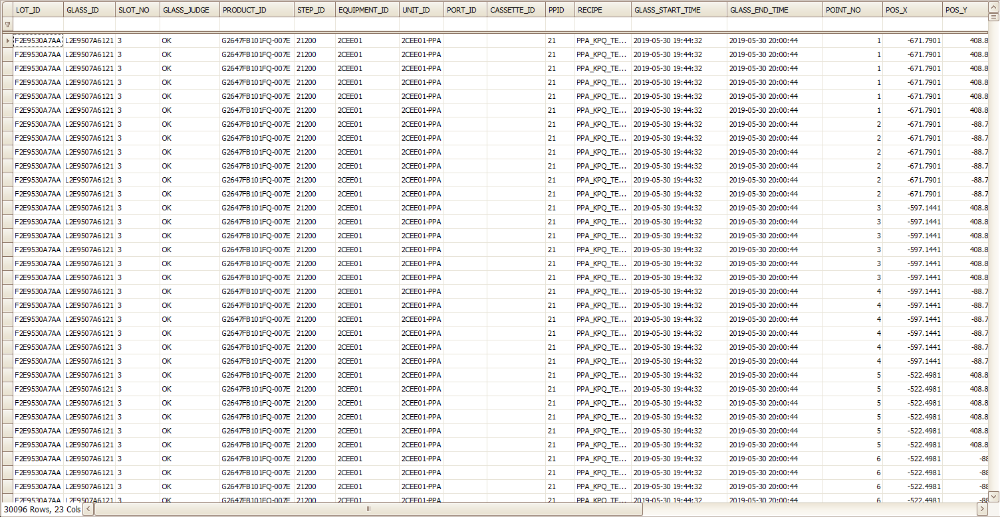 LOT_ID GLASS_ID SLOT_NO GLASS_JUDGE PRODUCT_ID STEP_ID EQUIPMENT_ID UNIT_ID PORT_ID CASSETTE_ID PPID RECIPE GLASS_START_TIME GLASS_END_TIME POINT_NO POS_X POS_Y
F2E9530A7AA L2E9507A6121 3 OK G2647FB101FQ-007E 21200 2CEE01 2CEE01-PPA 21 PPA_KPQ_TE... 2019-05-30 19:44:32 2019-05-30 20:00:44 1 -671.7901 408.8
F2E9530A7AA L2E9507A6121 3 OK G2647FB101FQ-007E 21200 2CEE01 2CEE01-PPA 21 PPA_KPQ_TE... 2019-05-30 19:44:32 2019-05-30 20:00:44 1 -671.7901 408.8
F2E9530A7AA L2E9507A6121 3 OK G2647FB101FQ-007E 21200 2CEE01 2CEE01-PPA 21 PPA_KPQ_TE... 2019-05-30 19:44:32 2019-05-30 20:00:44 1 -671.7901 408.8
F2E9530A7AA L2E9507A6121 3 OK G2647FB101FQ-007E 21200 2CEE01 2CEE01-PPA 21 PPA_KPQ_TE... 2019-05-30 19:44:32 2019-05-30 20:00:44 1 -671.7901 408.8
F2E9530A7AA L2E9507A6121 3 OK G2647FB101FQ-007E 21200 2CEE01 2CEE01-PPA 21 PPA_KPQ_TE... 2019-05-30 19:44:32 2019-05-30 20:00:44 1 -671.7901 408.8
F2E9530A7AA L2E9507A6121 3 OK G2647FB101FQ-007E 21200 2CEE01 2CEE01-PPA 21 PPA_KPQ_TE... 2019-05-30 19:44:32 2019-05-30 20:00:44 1 -671.7901 408.8
F2E9530A7AA L2E9507A6121 3 OK G2647FB101FQ-007E 21200 2CEE01 2CEE01-PPA 21 PPA_KPQ_TE... 2019-05-30 19:44:32 2019-05-30 20:00:44 2 -671.7901 -88.7
F2E9530A7AA L2E9507A6121 3 OK G2647FB101FQ-007E 21200 2CEE01 2CEE01-PPA 21 PPA_KPQ_TE... 2019-05-30 19:44:32 2019-05-30 20:00:44 2 -671.7901 -88.7
F2E9530A7AA L2E9507A6121 3 OK G2647FB101FQ-007E 21200 2CEE01 2CEE01-PPA 21 PPA_KPQ_TE... 2019-05-30 19:44:32 2019-05-30 20:00:44 2 -671.7901 -88.7
F2E9530A7AA L2E9507A6121 3 OK G2647FB101FQ-007E 21200 2CEE01 2CEE01-PPA 21 PPA_KPQ_TE... 2019-05-30 19:44:32 2019-05-30 20:00:44 2 -671.7901 -88.7
F2E9530A7AA L2E9507A6121 3 OK G2647FB101FQ-007E 21200 2CEE01 2CEE01-PPA 21 PPA_KPQ_TE... 2019-05-30 19:44:32 2019-05-30 20:00:44 2 -671.7901 -88.7
F2E9530A7AA L2E9507A6121 3 OK G2647FB101FQ-007E 21200 2CEE01 2CEE01-PPA 21 PPA_KPQ_TE... 2019-05-30 19:44:32 2019-05-30 20:00:44 2 -671.7901 -88.7
F2E9530A7AA L2E9507A6121 3 OK G2647FB101FQ-007E 21200 2CEE01 2CEE01-PPA 21 PPA_KPQ_TE... 2019-05-30 19:44:32 2019-05-30 20:00:44 3 -597.1441 408.8
F2E9530A7AA L2E9507A6121 3 OK G2647FB101FQ-007E 21200 2CEE01 2CEE01-PPA 21 PPA_KPQ_TE... 2019-05-30 19:44:32 2019-05-30 20:00:44 3 -597.1441 408.8
F2E9530A7AA L2E9507A6121 3 OK G2647FB101FQ-007E 21200 2CEE01 2CEE01-PPA 21 PPA_KPQ_TE... 2019-05-30 19:44:32 2019-05-30 20:00:44 3 -597.1441 408.8
F2E9530A7AA L2E9507A6121 3 OK G2647FB101FQ-007E 21200 2CEE01 2CEE01-PPA 21 PPA_KPQ_TE... 2019-05-30 19:44:32 2019-05-30 20:00:44 3 -597.1441 408.8
F2E9530A7AA L2E9507A6121 3 OK G2647FB101FQ-007E 21200 2CEE01 2CEE01-PPA 21 PPA_KPQ_TE... 2019-05-30 19:44:32 2019-05-30 20:00:44 3 -597.1441 408.8
F2E9530A7AA L2E9507A6121 3 OK G2647FB101FQ-007E 21200 2CEE01 2CEE01-PPA 21 PPA_KPQ_TE... 2019-05-30 19:44:32 2019-05-30 20:00:44 3 -597.1441 408.8
F2E9530A7AA L2E9507A6121 3 OK G2647FB101FQ-007E 21200 2CEE01 2CEE01-PPA 21 PPA_KPQ_TE... 2019-05-30 19:44:32 2019-05-30 20:00:44 4 -597.1441 -88.7
F2E9530A7AA L2E9507A6121 3 OK G2647FB101FQ-007E 21200 2CEE01 2CEE01-PPA 21 PPA_KPQ_TE... 2019-05-30 19:44:32 2019-05-30 20:00:44 4 -597.1441 -88.7
F2E9530A7AA L2E9507A6121 3 OK G2647FB101FQ-007E 21200 2CEE01 2CEE01-PPA 21 PPA_KPQ_TE... 2019-05-30 19:44:32 2019-05-30 20:00:44 4 -597.1441 -88.7
F2E9530A7AA L2E9507A6121 3 OK G2647FB101FQ-007E 21200 2CEE01 2CEE01-PPA 21 PPA_KPQ_TE... 2019-05-30 19:44:32 2019-05-30 20:00:44 4 -597.1441 -88.7
F2E9530A7AA L2E9507A6121 3 OK G2647FB101FQ-007E 21200 2CEE01 2CEE01-PPA 21 PPA_KPQ_TE... 2019-05-30 19:44:32 2019-05-30 20:00:44 4 -597.1441 -88.7
F2E9530A7AA L2E9507A6121 3 OK G2647FB101FQ-007E 21200 2CEE01 2CEE01-PPA 21 PPA_KPQ_TE... 2019-05-30 19:44:32 2019-05-30 20:00:44 4 -597.1441 -88.7
F2E9530A7AA L2E9507A6121 3 OK G2647FB101FQ-007E 21200 2CEE01 2CEE01-PPA 21 PPA_KPQ_TE... 2019-05-30 19:44:32 2019-05-30 20:00:44 5 -522.4981 408.8
F2E9530A7AA L2E9507A6121 3 OK G2647FB101FQ-007E 21200 2CEE01 2CEE01-PPA 21 PPA_KPQ_TE... 2019-05-30 19:44:32 2019-05-30 20:00:44 5 -522.4981 408.8
F2E9530A7AA L2E9507A6121 3 OK G2647FB101FQ-007E 21200 2CEE01 2CEE01-PPA 21 PPA_KPQ_TE... 2019-05-30 19:44:32 2019-05-30 20:00:44 5 -522.4981 408.8
F2E9530A7AA L2E9507A6121 3 OK G2647FB101FQ-007E 21200 2CEE01 2CEE01-PPA 21 PPA_KPQ_TE... 2019-05-30 19:44:32 2019-05-30 20:00:44 5 -522.4981 408.8
F2E9530A7AA L2E9507A6121 3 OK G2647FB101FQ-007E 21200 2CEE01 2CEE01-PPA 21 PPA_KPQ_TE... 2019-05-30 19:44:32 2019-05-30 20:00:44 5 -522.4981 408.8
F2E9530A7AA L2E9507A6121 3 OK G2647FB101FQ-007E 21200 2CEE01 2CEE01-PPA 21 PPA_KPQ_TE... 2019-05-30 19:44:32 2019-05-30 20:00:44 5 -522.4981 408.8
F2E9530A7AA L2E9507A6121 3 OK G2647FB101FQ-007E 21200 2CEE01 2CEE01-PPA 21 PPA_KPQ_TE... 2019-05-30 19:44:32 2019-05-30 20:00:44 6 -522.4981 -88
F2E9530A7AA L2E9507A6121 3 OK G2647FB101FQ-007E 21200 2CEE01 2CEE01-PPA 21 PPA_KPQ_TE... 2019-05-30 19:44:32 2019-05-30 20:00:44 6 -522.4981 -88
F2E9530A7AA L2E9507A6121 3 OK G2647FB101FQ-007E 21200 2CEE01 2CEE01-PPA 21 PPA_KPQ_TE... 2019-05-30 19:44:32 2019-05-30 20:00:44 6 -522.4981 -88
F2E9530A7AA L2E9507A6121 3 OK G2647FB101FQ-007E 21200 2CEE01 2CEE01-PPA 21 PPA_KPQ_TE... 2019-05-30 19:44:32 2019-05-30 20:00:44 6 -522.4981 -88
30096 Rows, 23 Cols